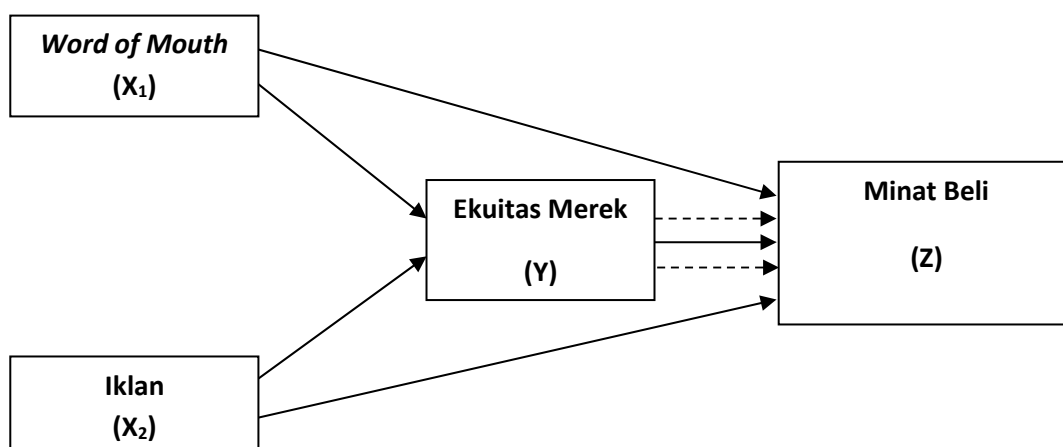 Word of Mouth
(X₁)
Ekuitas Merek
(Y)
Minat Beli
(Z)
Iklan
(X₂)